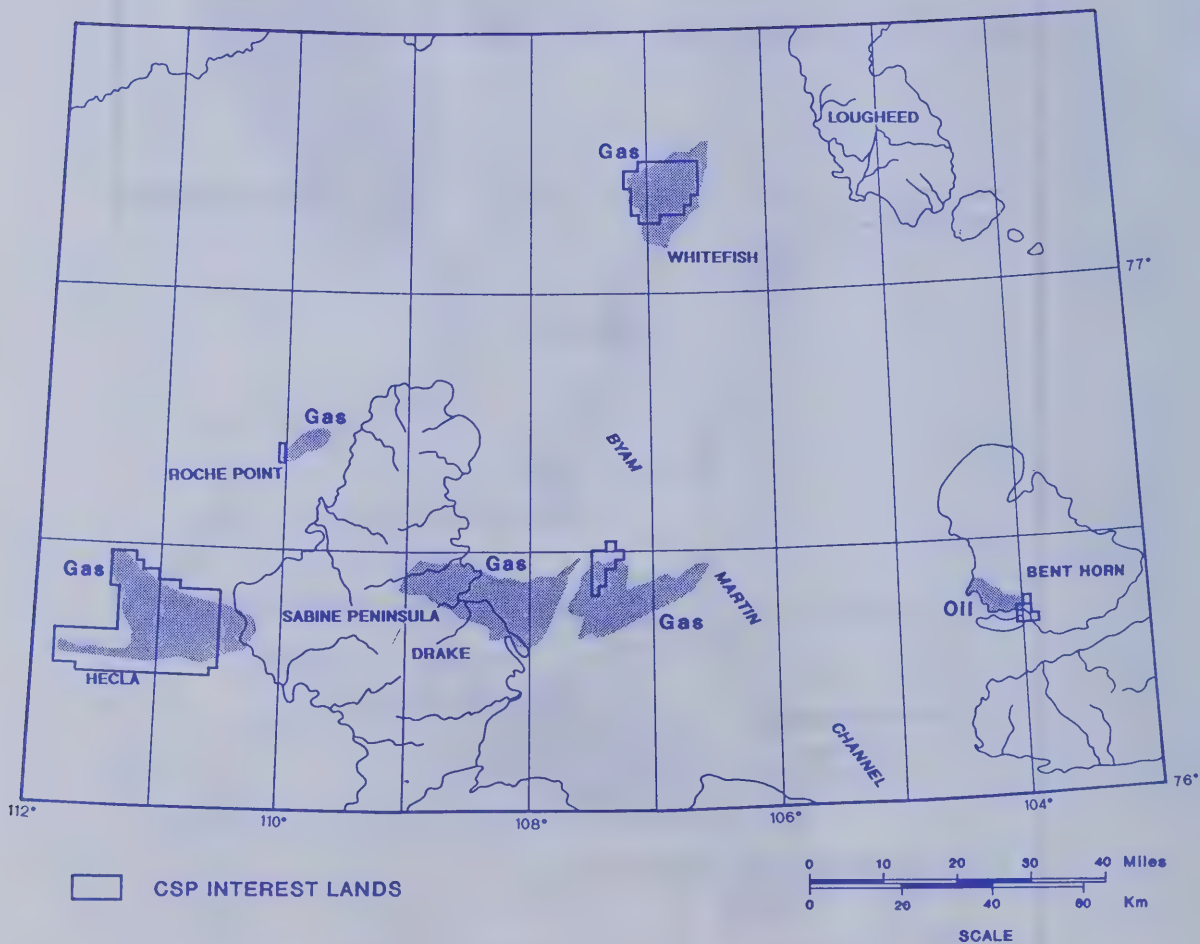 LOUGHEED
Gas
WHITEFISH
77°
Gas
ROCHE POINT
BYAM
Gas
Gas
SABINE PENINSULA
DRAKE
HECLA
Gas
MARTIN
BENT HORN
Oil
CHANNEL
76°
112°
110°
108°
106°
104°
CSP INTEREST LANDS
0 10 20 30 40 Miles
0 20 40 60 Km
SCALE